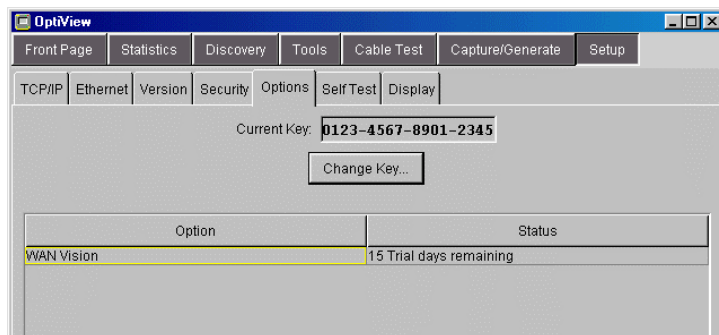 OptiView
Front Page Statistics Discovery Tools Cable Test Capture/Generate Setup
TCP/IP Ethernet Version Security Options Self Test Display
Current Key: 0123-4567-8901-2345
Change Key...
Option Status
WAN Vision 15 Trial days remaining